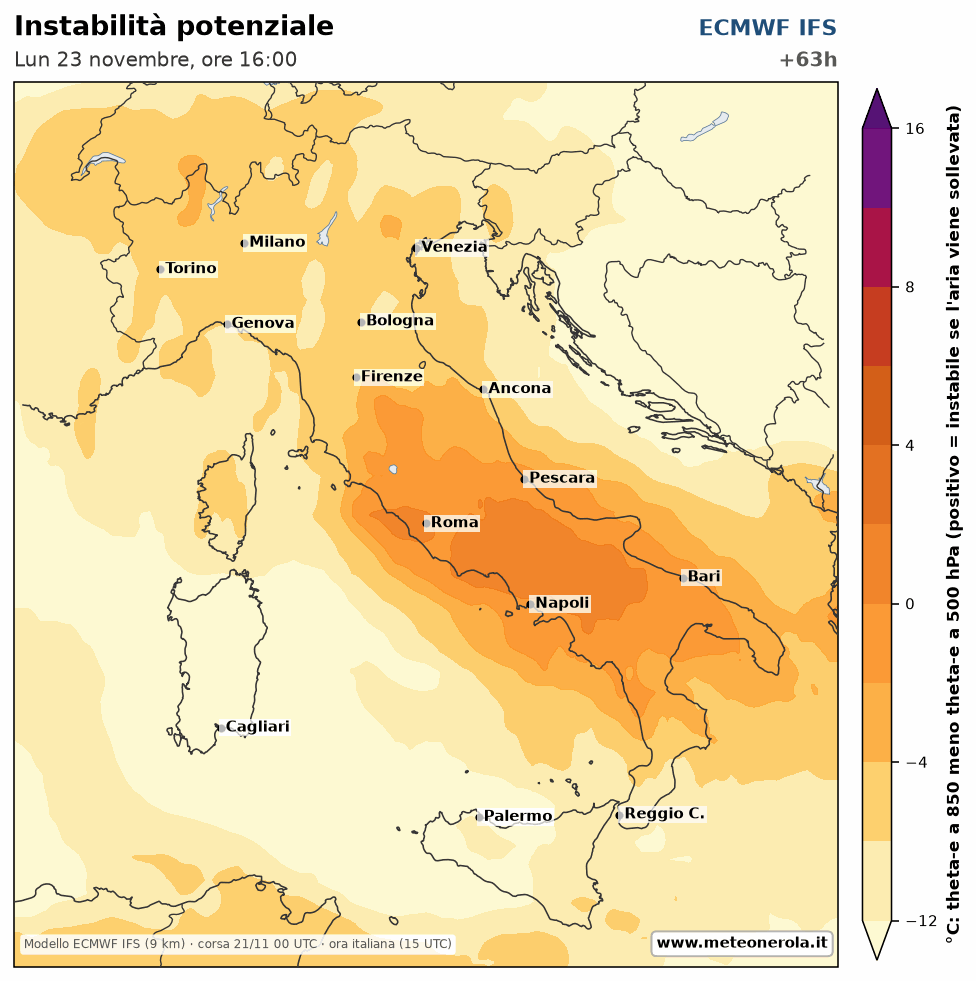 Instabilità potenziale
ECMWF IFS
Lun 23 novembre, ore 16:00
+63h
Milano
Venezia
Torino
Genova
Bologna
Firenze
Ancona
Pescara
Roma
Bari
Napoli
Cagliari
Palermo
Reggio C.
16
8
4
0
−4
−12
°C: theta-e a 850 meno theta-e a 500 hPa (positivo = instabile se l'aria viene sollevata)
Modello ECMWF IFS (9 km) · corsa 21/11 00 UTC · ora italiana (15 UTC)
www.meteonerola.it